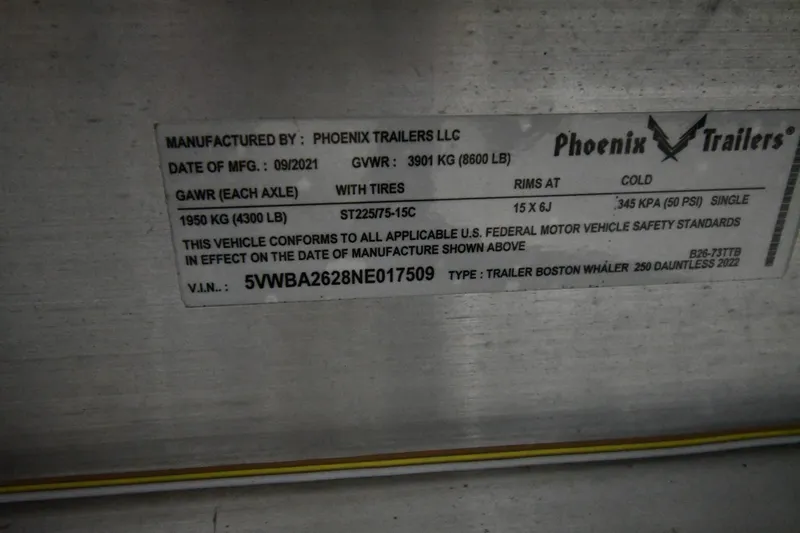 MANUFACTURED BY : PHOENIX TRAILERS LLC
Phoenix Trailers®
DATE OF MFG. : 09/2021 GVWR : 3901 KG (8600 LB)
GAWR (EACH AXLE) WITH TIRES RIMS AT COLD
1950 KG (4300 LB) ST225/75-15C 15 X 6J 345 KPA (50 PSI) SINGLE
THIS VEHICLE CONFORMS TO ALL APPLICABLE U.S. FEDERAL MOTOR VEHICLE SAFETY STANDARDS
IN EFFECT ON THE DATE OF MANUFACTURE SHOWN ABOVE
B26-73TTB
V.I.N.. : 5VWBA2628NE017509 TYPE : TRAILER BOSTON WHALER 250 DAUNTLESS 2022